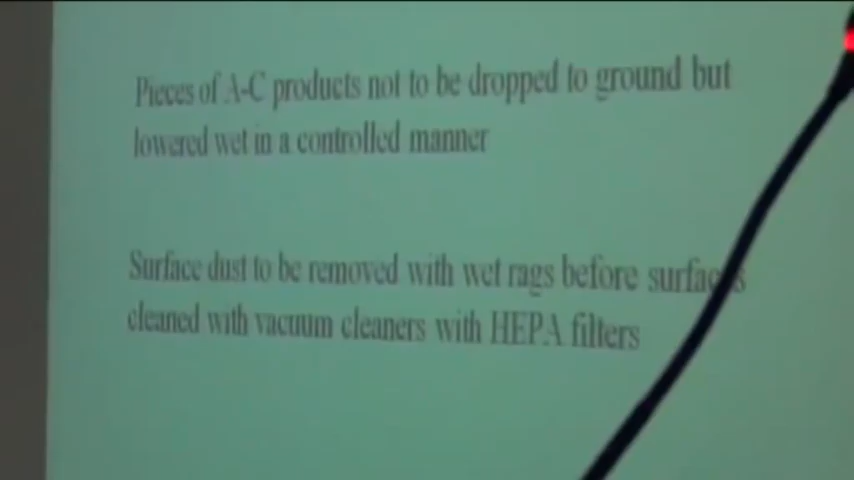 Pieces of A-C products not to be dropped to ground but
lowered wet in a controlled manner
Surface dust to be removed with wet rags before surfaces
cleaned with vacuum cleaners with HEPA filters